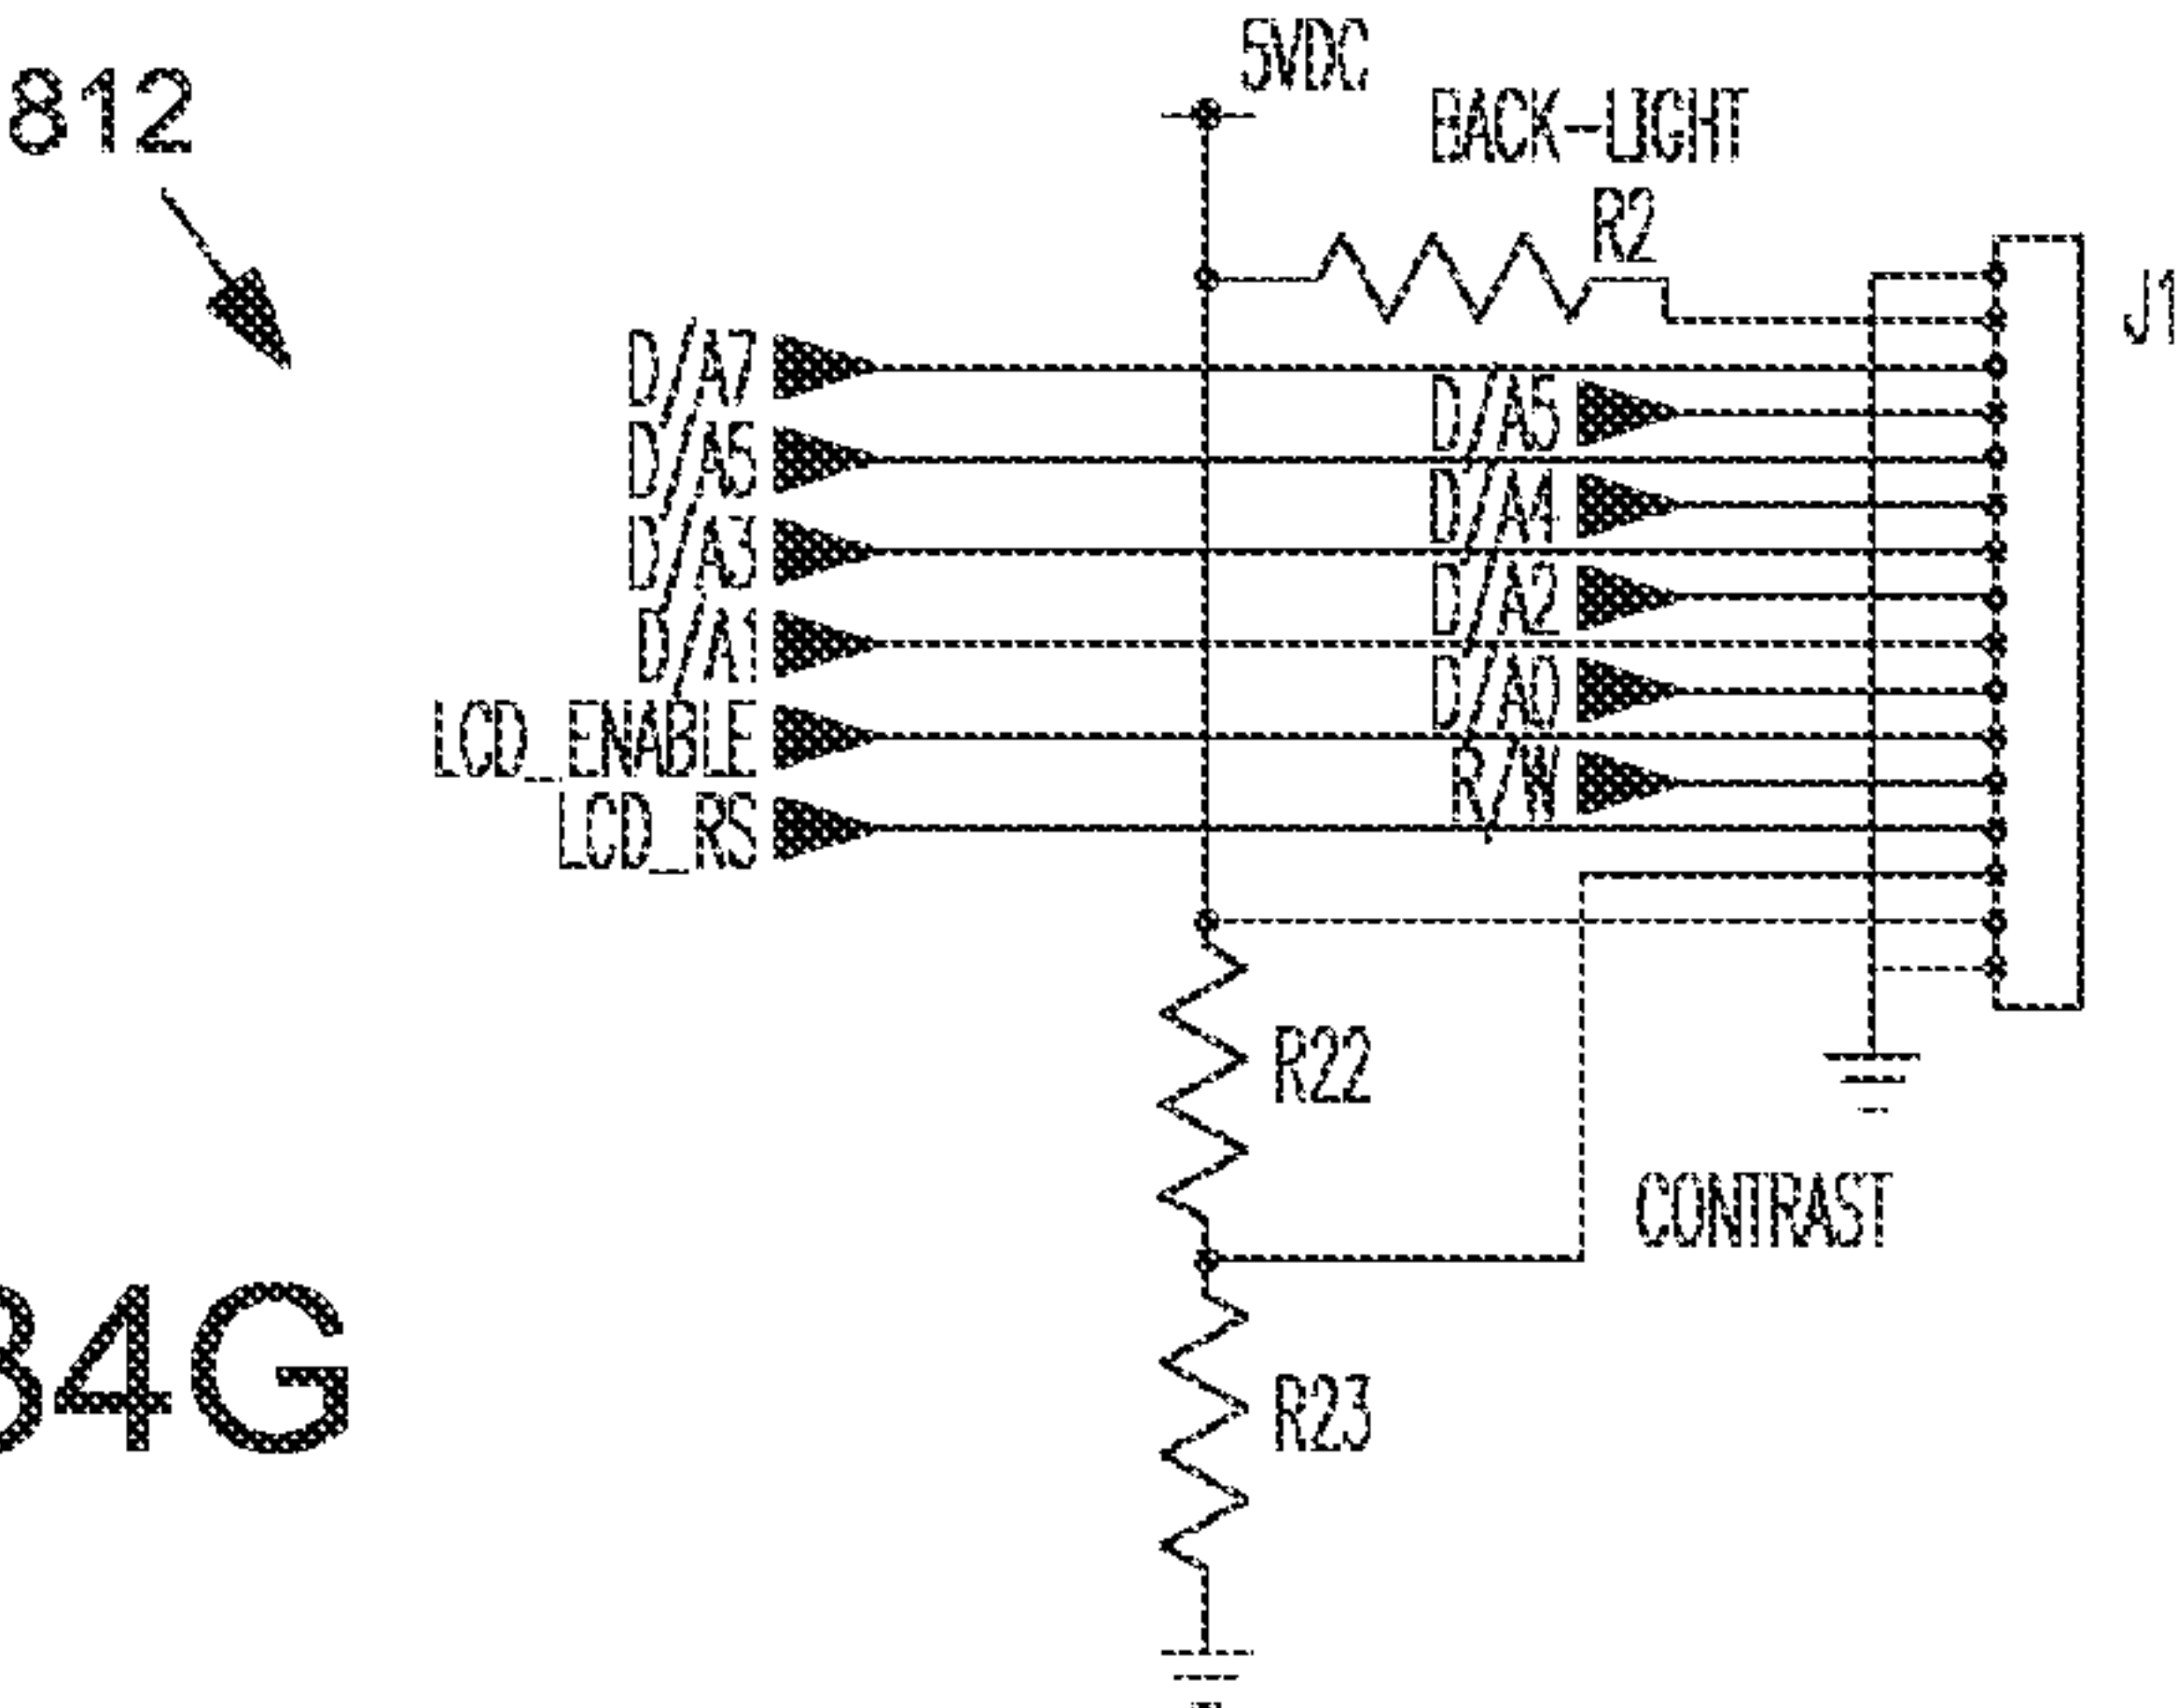 812
5VDC
BACK-LIGHT
R2
J1
D/A7
D/A5
D/A5
D/A4
D/A3
D/A2
D/A1
D/A0
LCD_ENABLE
R/W
LCD_RS
R22
CONTRAST
34G
R23